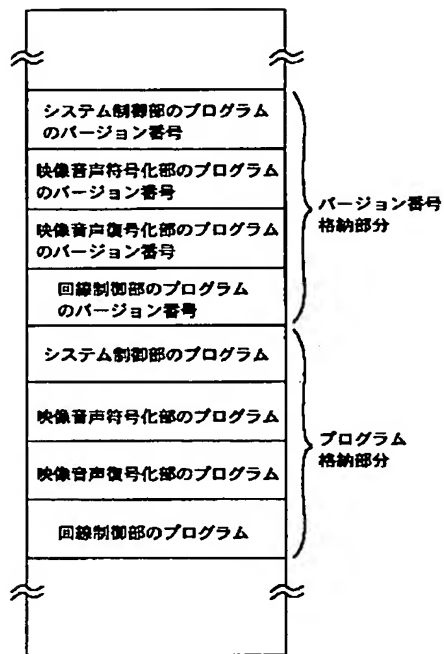 システム制御部のプログラム
のバージョン番号
映像音声符号化部のプログラム
のバージョン番号
映像音声復号化部のプログラム
のバージョン番号
回線制御部のプログラム
のバージョン番号
バージョン番号
格納部分
システム制御部のプログラム
映像音声符号化部のプログラム
映像音声復号化部のプログラム
回線制御部のプログラム
プログラム
格納部分